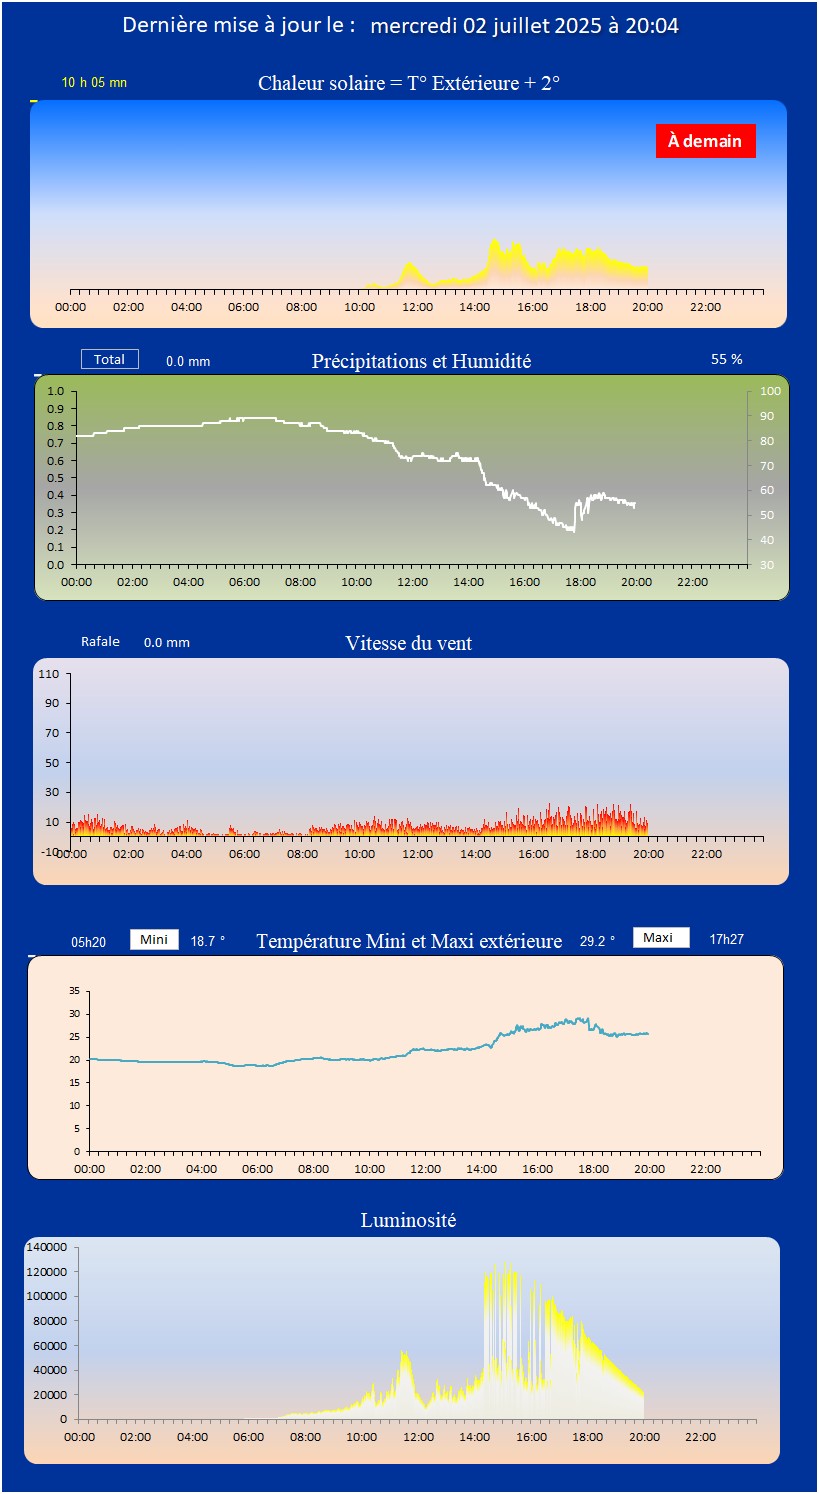 Dernière mise à jour le : mercredi 02 juillet 2025 à 20:04
10 h 05 mn
Chaleur solaire = T° Extérieure + 2°
À demain
00:00 02:00 04:00 06:00 08:00 10:00 12:00 14:00 16:00 18:00 20:00 22:00
Total 0.0 mm Précipitations et Humidité 55 %
1.0 100
0.9 90
0.8
0.7 80
0.6 70
0.5
0.4 60
0.3 50
0.2
0.1 40
0.0 30
00:00 02:00 04:00 06:00 08:00 10:00 12:00 14:00 16:00 18:00 20:00 22:00
Rafale 0.0 mm Vitesse du vent
110
90
70
50
30
10
-10
00:00 02:00 04:00 06:00 08:00 10:00 12:00 14:00 16:00 18:00 20:00 22:00
05h20 Mini 18.7 ° Température Mini et Maxi extérieure 29.2 ° Maxi 17h27
35
30
25
20
15
10
5
0
00:00 02:00 04:00 06:00 08:00 10:00 12:00 14:00 16:00 18:00 20:00 22:00
Luminosité
140000
120000
100000
80000
60000
40000
20000
0
00:00 02:00 04:00 06:00 08:00 10:00 12:00 14:00 16:00 18:00 20:00 22:00